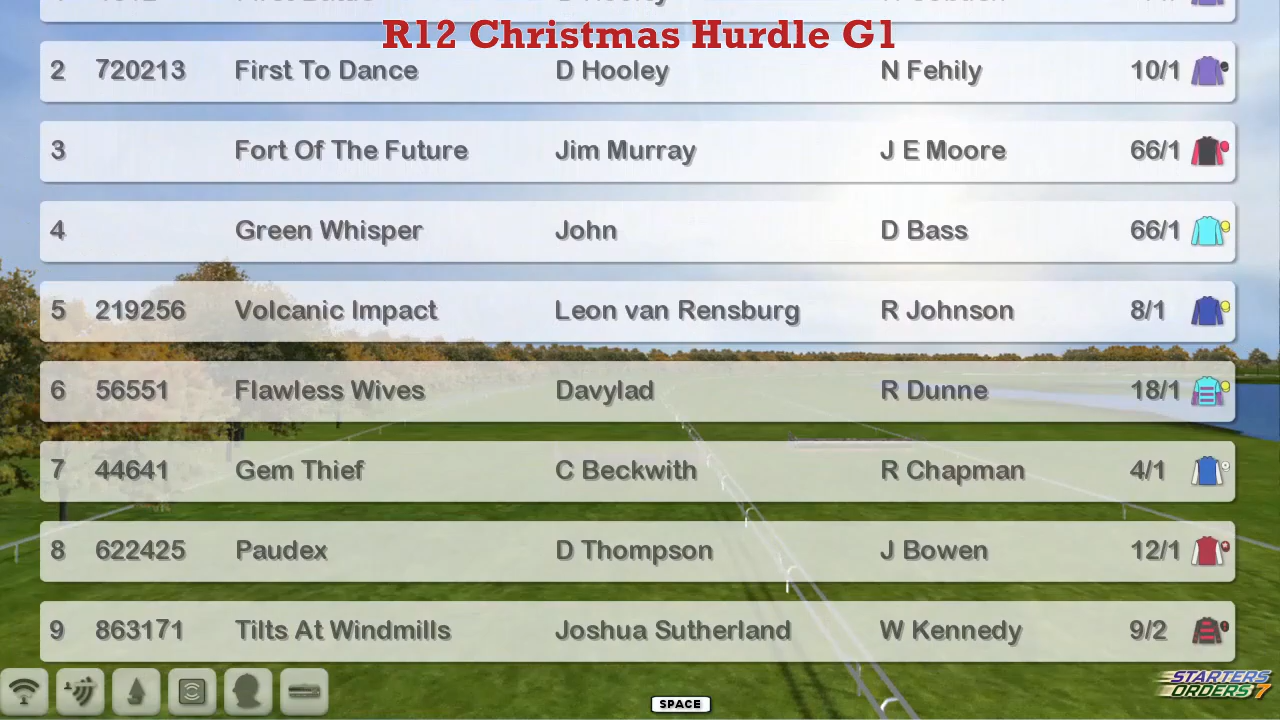 R12 Christmas Hurdle G1
2 720213 First To Dance D Hooley N Fehily 10/1
3 Fort Of The Future Jim Murray J E Moore 66/1
4 Green Whisper John D Bass 66/1
5 219256 Volcanic Impact Leon van Rensburg R Johnson 8/1
6 56551 Flawless Wives Davylad R Dunne 18/1
7 44641 Gem Thief C Beckwith R Chapman 4/1
8 622425 Paudex D Thompson J Bowen 12/1
9 863171 Tilts At Windmills Joshua Sutherland W Kennedy 9/2
SPACE
STARTERS
ORDERS 7